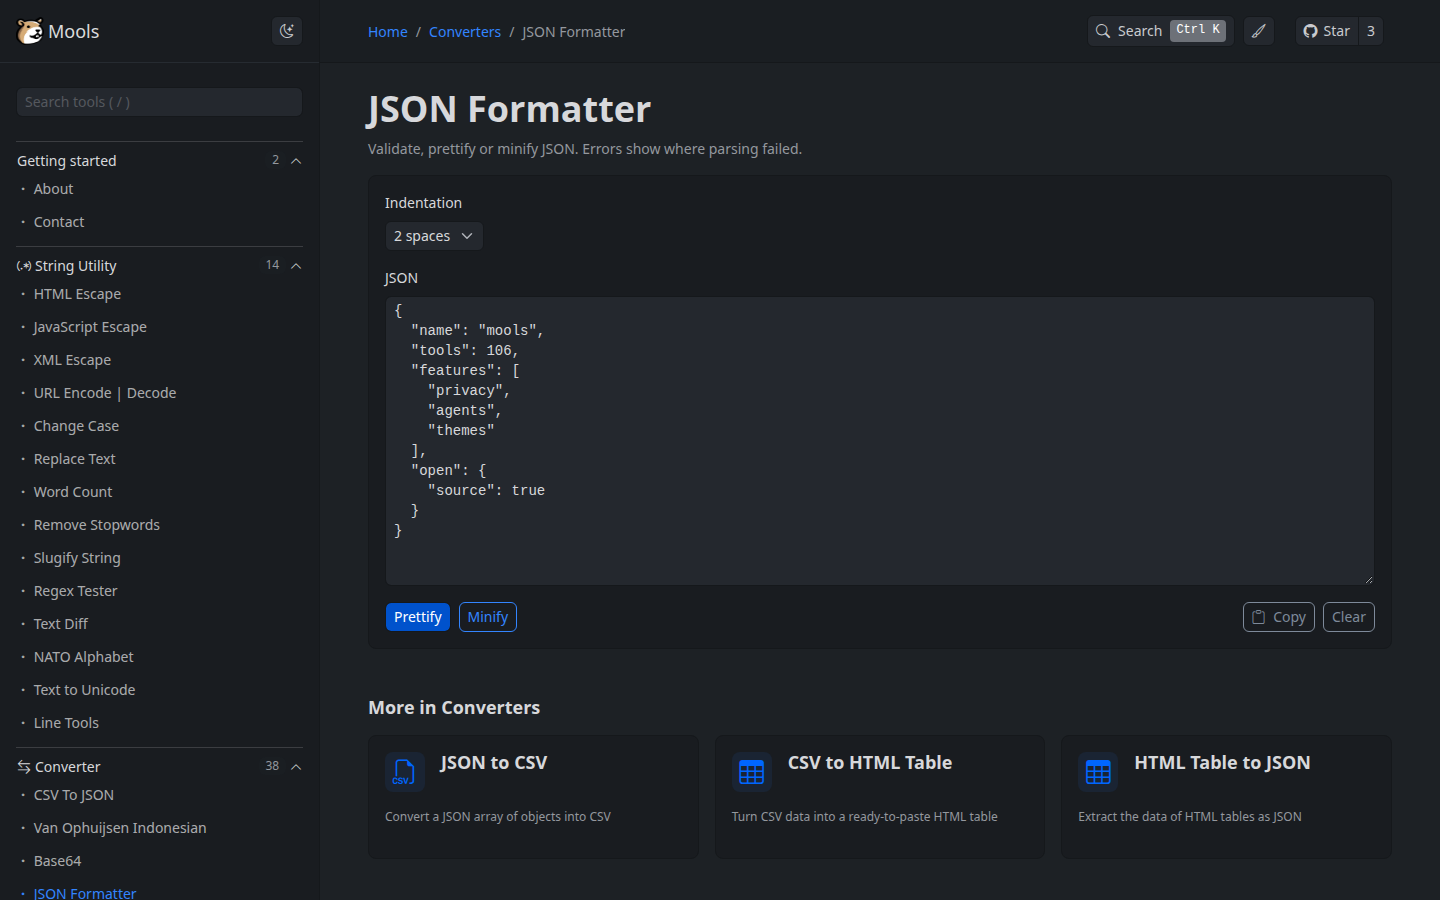 Mools
Home / Converters / JSON Formatter
Search Ctrl K
Star 3
Search tools ( / )
Getting started 2
· About
· Contact
(.*) String Utility 14
· HTML Escape
· JavaScript Escape
· XML Escape
· URL Encode | Decode
· Change Case
· Replace Text
· Word Count
· Remove Stopwords
· Slugify String
· Regex Tester
· Text Diff
· NATO Alphabet
· Text to Unicode
· Line Tools
Converter 38
· CSV To JSON
· Van Ophuijsen Indonesian
· Base64
· JSON Formatter
JSON Formatter
Validate, prettify or minify JSON. Errors show where parsing failed.
Indentation
2 spaces
JSON
{
  "name": "mools",
  "tools": 106,
  "features": [
    "privacy",
    "agents",
    "themes"
  ],
  "open": {
    "source": true
  }
}
Prettify Minify
Copy Clear
More in Converters
CSV
JSON to CSV
Convert a JSON array of objects into CSV
CSV to HTML Table
Turn CSV data into a ready-to-paste HTML table
HTML Table to JSON
Extract the data of HTML tables as JSON